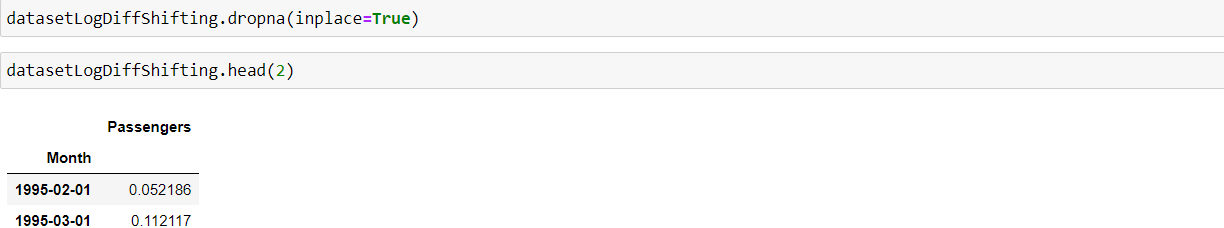 datasetLogDiffShifting.dropna(inplace=True)
datasetLogDiffShifting.head(2)
Passengers
Month
1995-02-01 0.052186
1995-03-01 0.112117